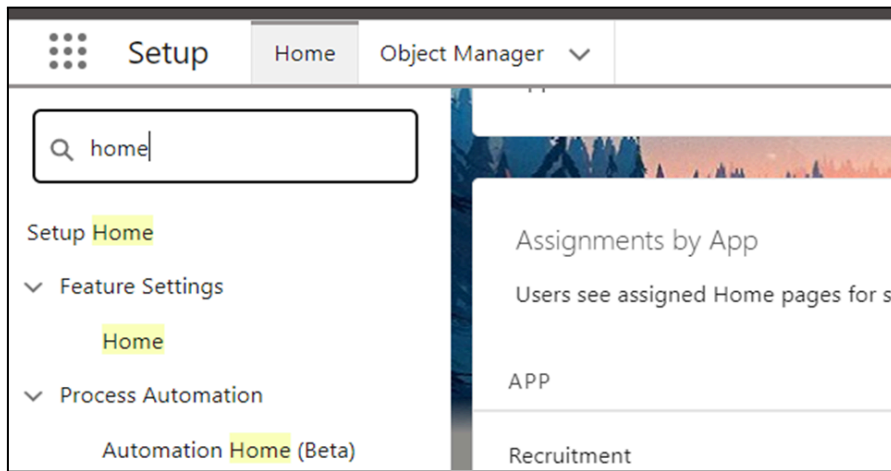 Setup Home Object Manager
home
Setup Home
Feature Settings
Home
Process Automation
Automation Home (Beta)
Assignments by App
Users see assigned Home pages for s
APP
Recruitment